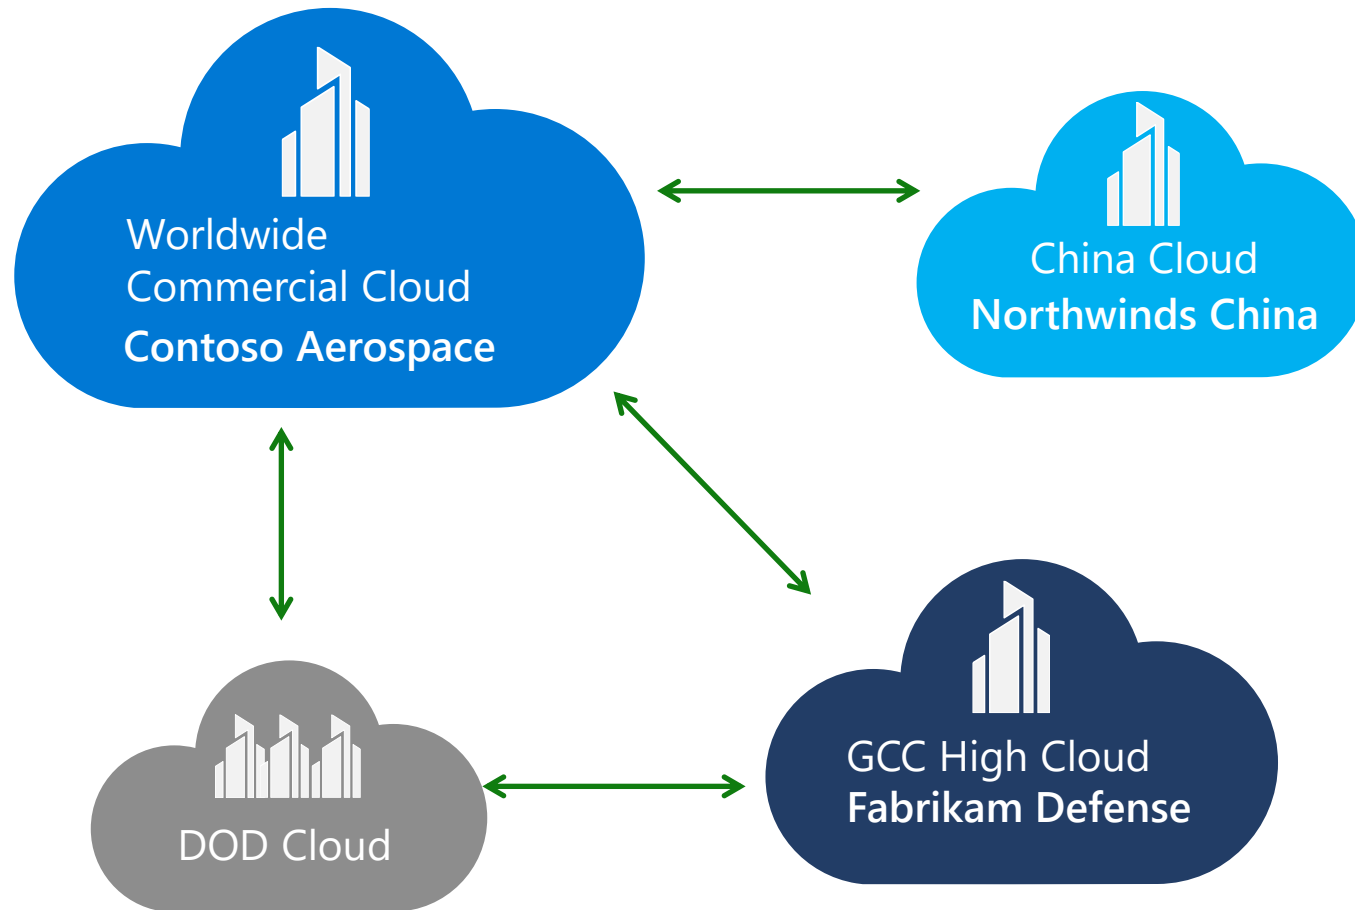 Worldwide
Commercial Cloud
Contoso Aerospace
China Cloud
Northwinds China
GCC High Cloud
Fabrikam Defense
DOD Cloud